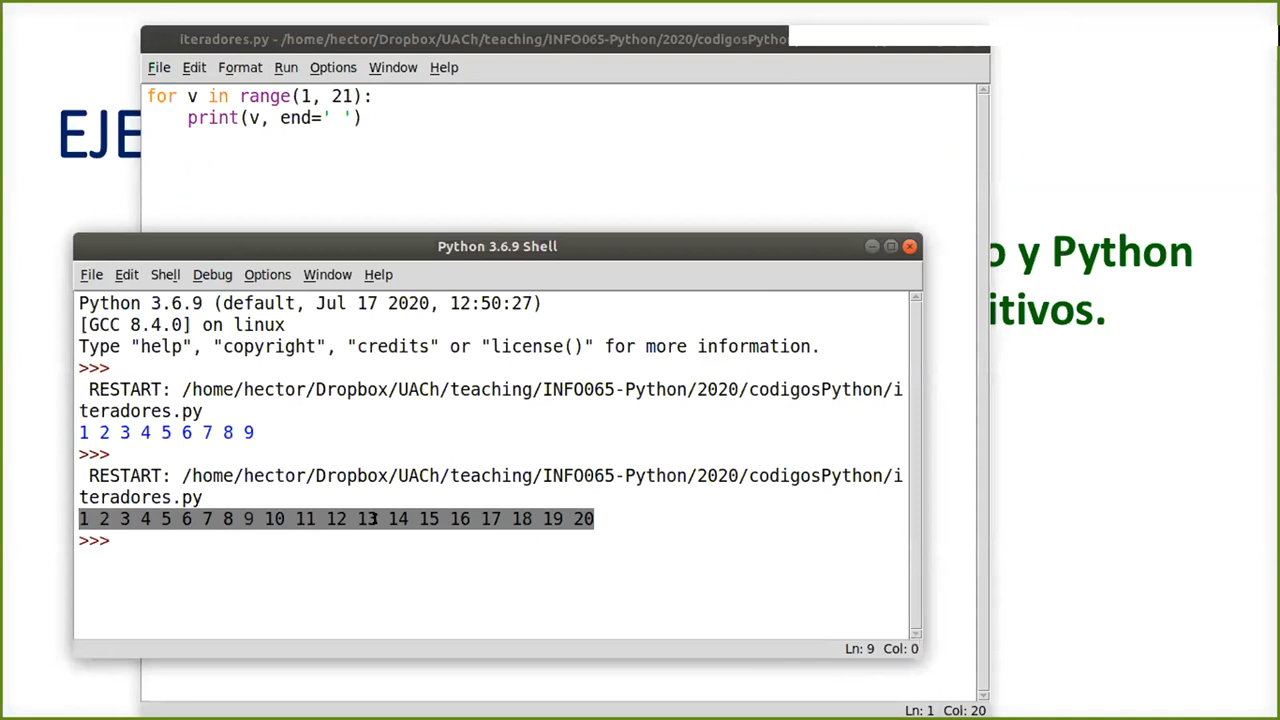 iteradores.py - /home/hector/Dropbox/UACh/teaching/INFO065-Python/2020/codigosPytho
File Edit Format Run Options Window Help
for v in range(1, 21):
print(v, end=' ')
EJE
o y Python
itivos.
Python 3.6.9 Shell
File Edit Shell Debug Options Window Help
Python 3.6.9 (default, Jul 17 2020, 12:50:27)
[GCC 8.4.0] on linux
Type "help", "copyright", "credits" or "license()" for more information.
>>>
RESTART: /home/hector/Dropbox/UACh/teaching/INFO065-Python/2020/codigosPython/i
teradores.py
1 2 3 4 5 6 7 8 9
>>>
RESTART: /home/hector/Dropbox/UACh/teaching/INFO065-Python/2020/codigosPython/i
teradores.py
1 2 3 4 5 6 7 8 9 10 11 12 13 14 15 16 17 18 19 20
>>>
Ln: 9 Col: 0
Ln: 1 Col: 20